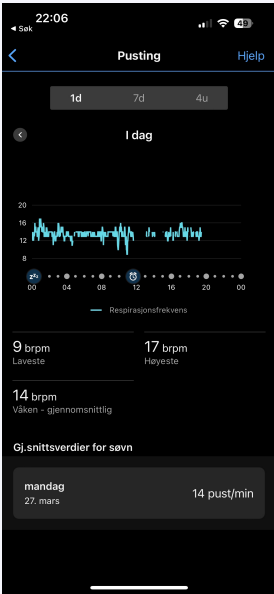 22:06
◀ Søk
49
Pusting
Hjelp
1d 7d 4u
I dag
20
16
12
8
zzz
00 04 08 12 16 20 00
Respirasjonsfrekvens
9 brpm
Laveste
17 brpm
Høyeste
14 brpm
Våken - gjennomsnittlig
Gj.snittsverdier for søvn
mandag
27. mars
14 pust/min